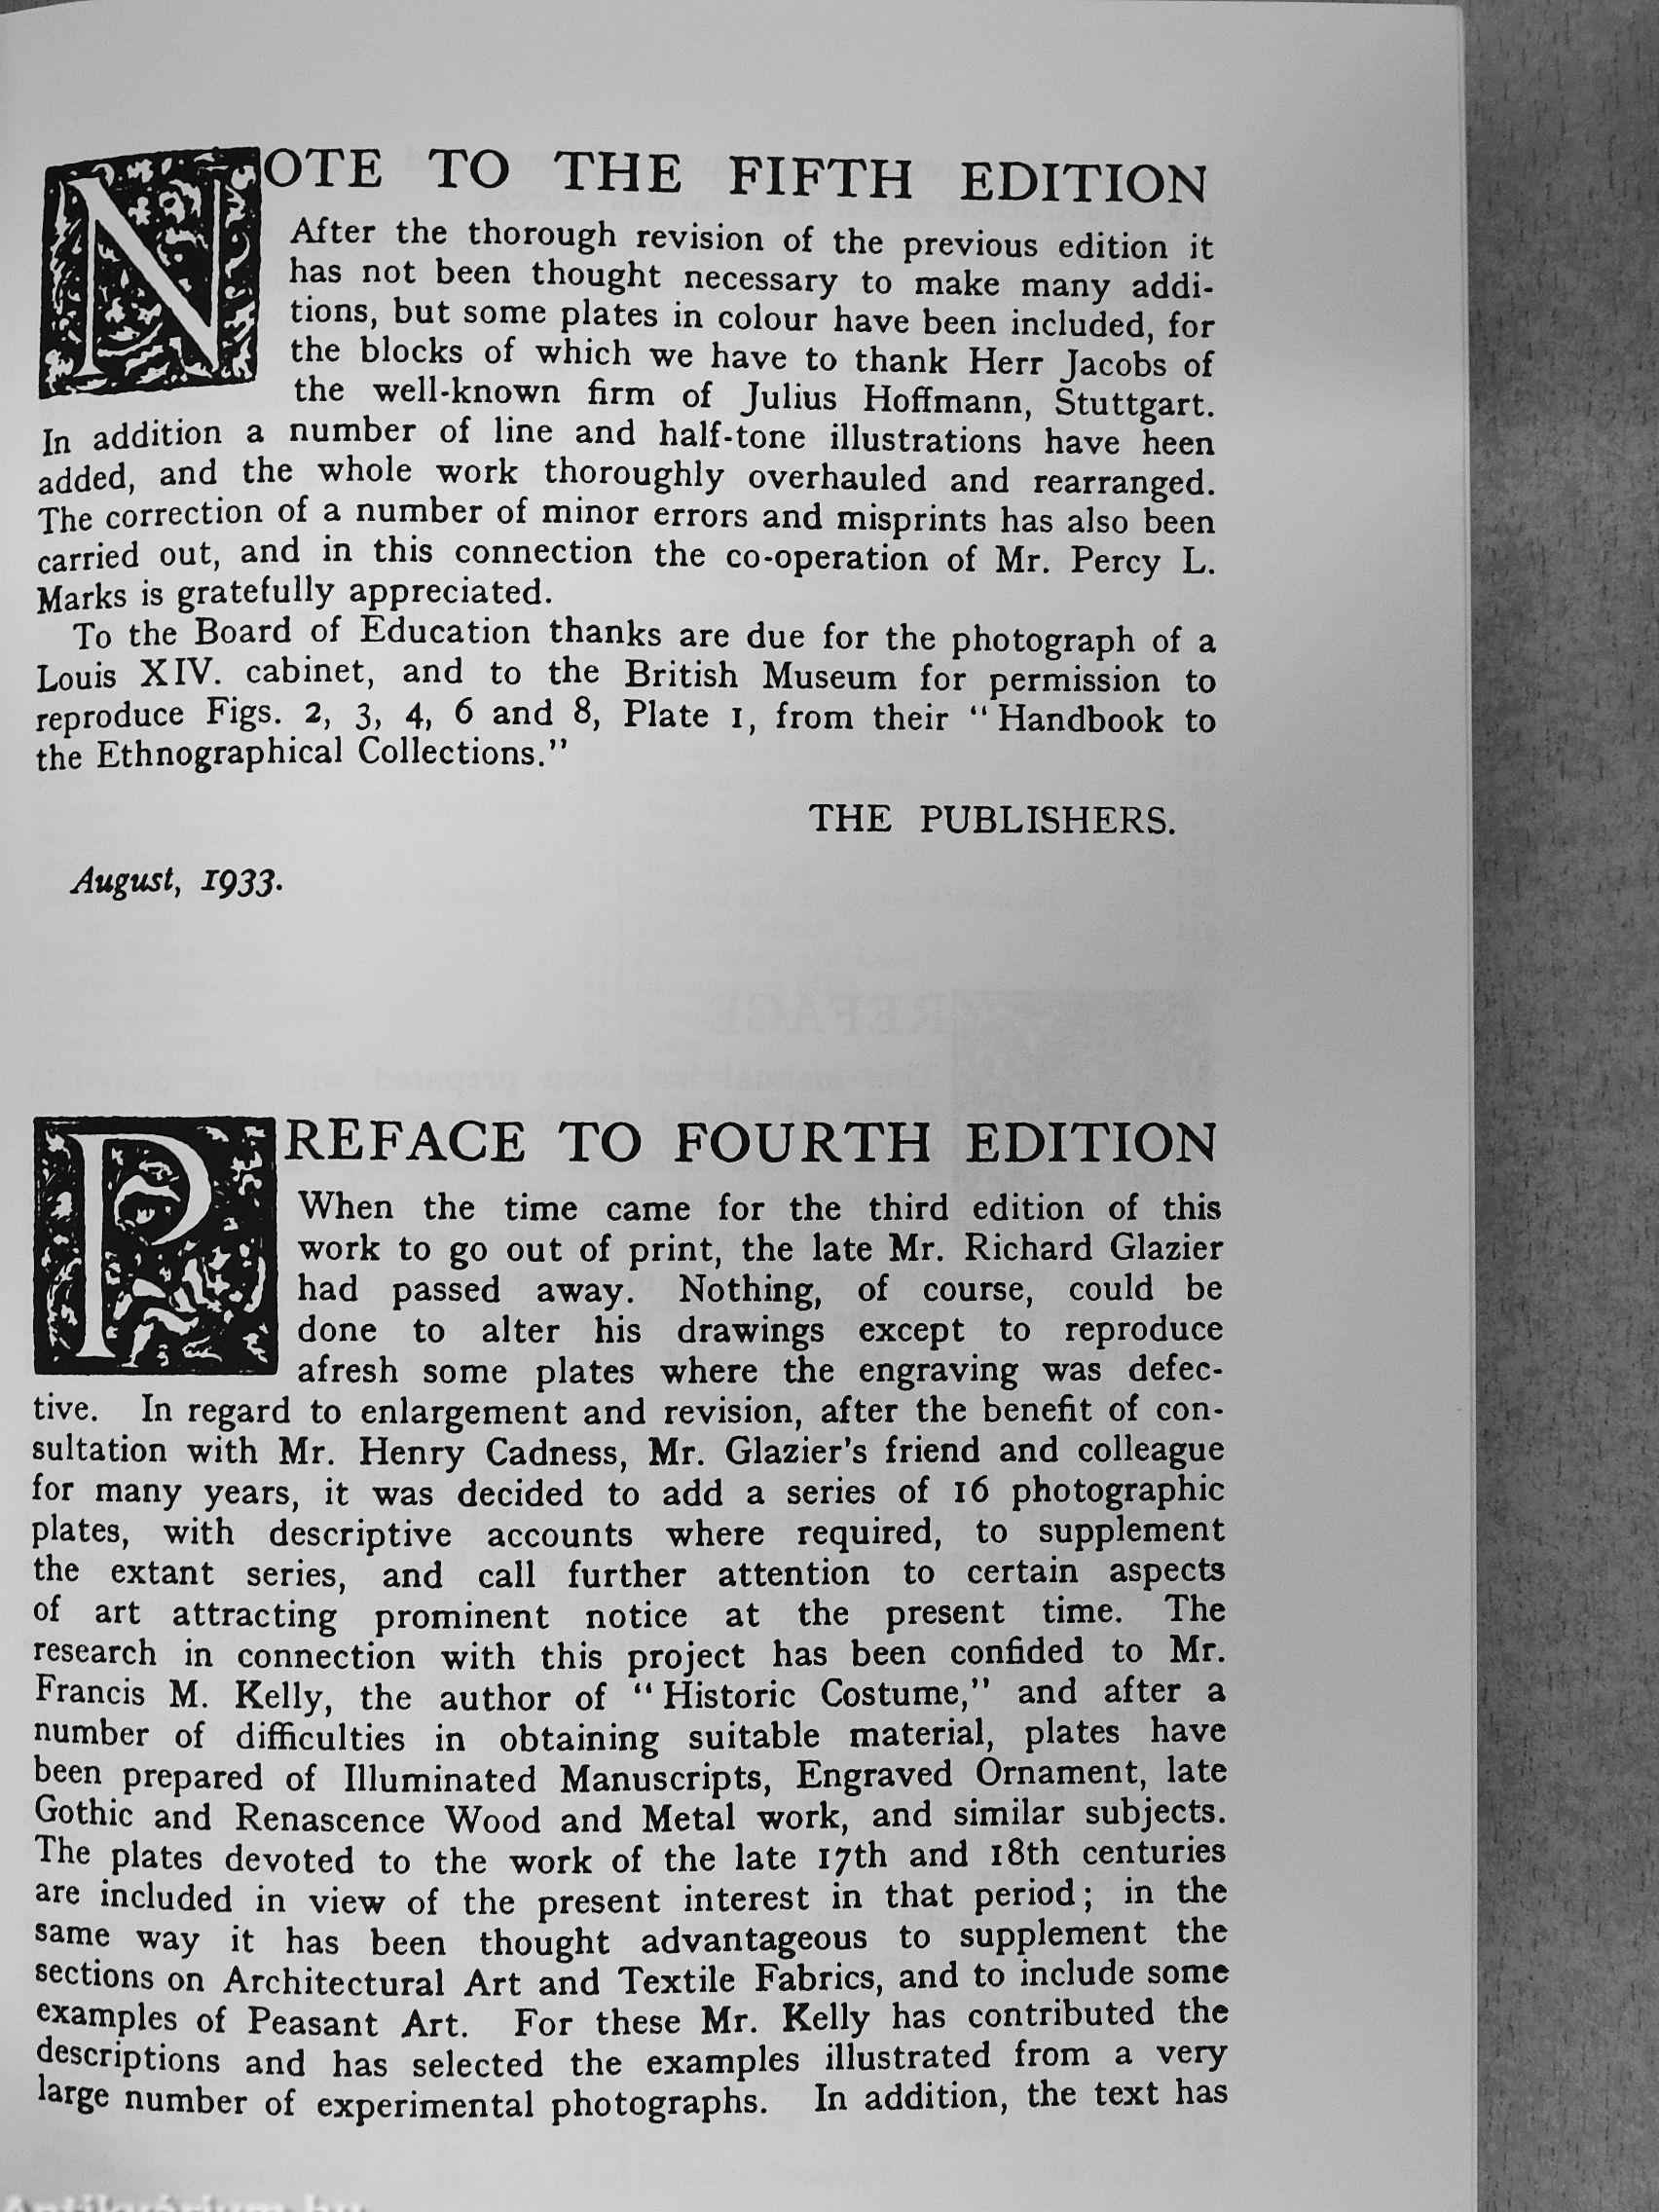 NOTE TO THE FIFTH EDITION
After the thorough revision of the previous edition it
has not been thought necessary to make many addi-
tions, but some plates in colour have been included, for
the blocks of which we have to thank Herr Jacobs of
the well-known firm of Julius Hoffmann, Stuttgart.
In addition a number of line and half-tone illustrations have heen
added, and the whole work thoroughly overhauled and rearranged.
The correction of a number of minor errors and misprints has also been
carried out, and in this connection the co-operation of Mr. Percy L.
Marks is gratefully appreciated.
To the Board of Education thanks are due for the photograph of a
Louis XIV. cabinet, and to the British Museum for permission to
reproduce Figs. 2, 3, 4, 6 and 8, Plate 1, from their “Handbook to
the Ethnographical Collections.”
THE PUBLISHERS.
August, 1933.
PREFACE TO FOURTH EDITION
When the time came for the third edition of this
work to go out of print, the late Mr. Richard Glazier
had passed away. Nothing, of course, could be
done to alter his drawings except to reproduce
afresh some plates where the engraving was defec-
tive. In regard to enlargement and revision, after the benefit of con-
sultation with Mr. Henry Cadness, Mr. Glazier's friend and colleague
for many years, it was decided to add a series of 16 photographic
plates, with descriptive accounts where required, to supplement
the extant series, and call further attention to certain aspects
of art attracting prominent notice at the present time. The
research in connection with this project has been confided to Mr.
Francis M. Kelly, the author of “Historic Costume,” and after a
number of difficulties in obtaining suitable material, plates have
been prepared of Illuminated Manuscripts, Engraved Ornament, late
Gothic and Renascence Wood and Metal work, and similar subjects.
The plates devoted to the work of the late 17th and 18th centuries
are included in view of the present interest in that period; in the
same way it has been thought advantageous to supplement the
sections on Architectural Art and Textile Fabrics, and to include some
examples of Peasant Art. For these Mr. Kelly has contributed the
descriptions and has selected the examples illustrated from a very
large number of experimental photographs. In addition, the text has